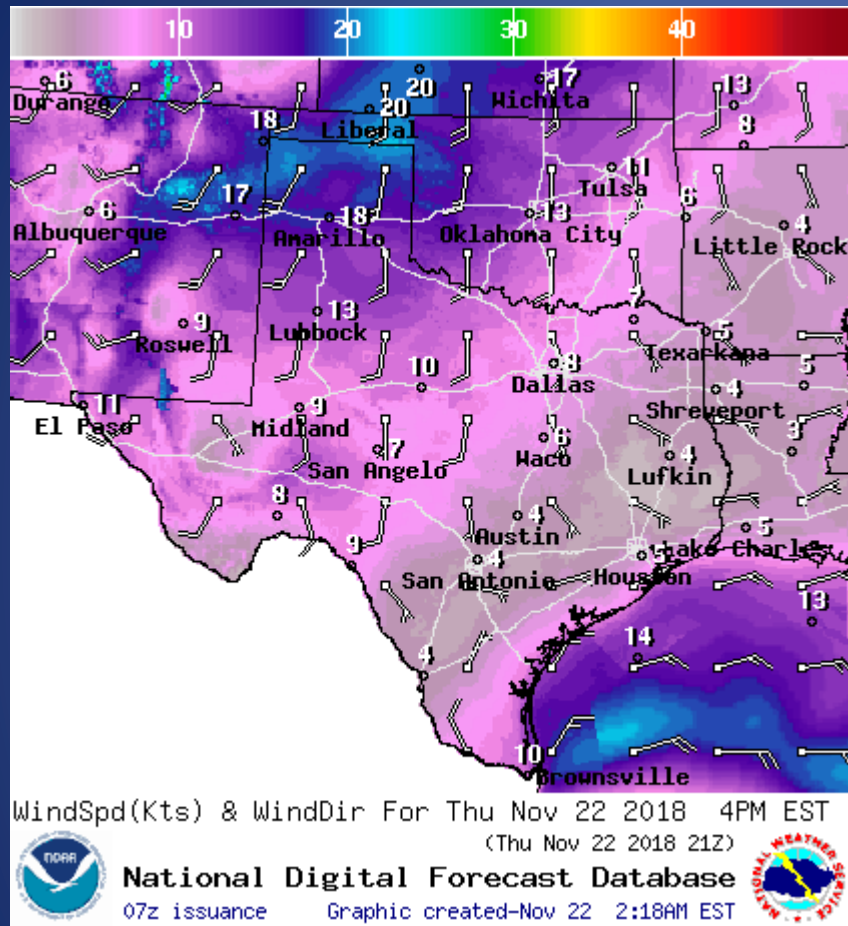 10 20 30 40
6 20 17 13
Durango 20 Wichita
18 Liberal 8
11
Tulsa
6 17 18 13 6 4
Albuquerque Amarillo Oklahoma City Little Rock
9 13 7 5
Roswell Lubbock Texarkana
10 8 5
Dallas 4
11 9 Shreveport
El Paso Midland 7 6 4 3
San Angelo Waco Lufkin
8 4 5
Austin Lake Charles
9 4 5
San Antonio Houston
13
14
4
10
Brownsville
WindSpd(Kts) & WindDir For Thu Nov 22 2018 4PM EST
(Thu Nov 22 2018 21Z)
NOAA
National Digital Forecast Database
07z issuance Graphic created-Nov 22 2:18AM EST
NATIONAL WEATHER SERVICE